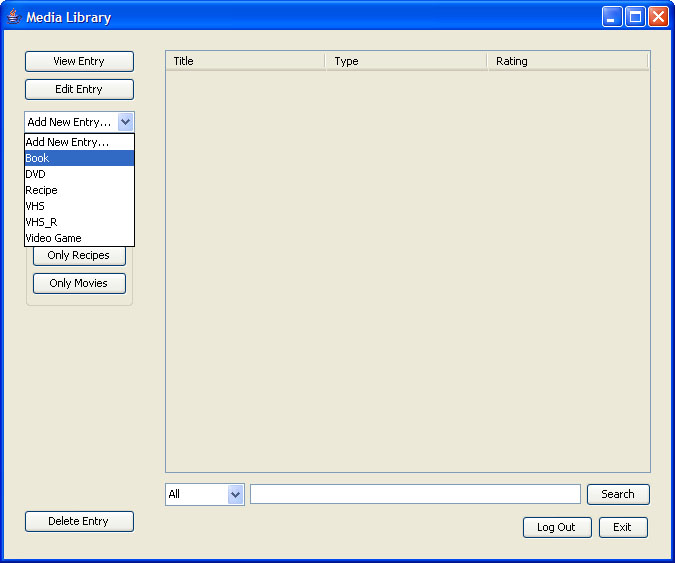 Media Library
View Entry
Edit Entry
Add New Entry...
Add New Entry...
Book
DVD
Recipe
VHS
VHS_R
Video Game
Only Recipes
Only Movies
Title Type Rating
All
Search
Delete Entry
Log Out
Exit